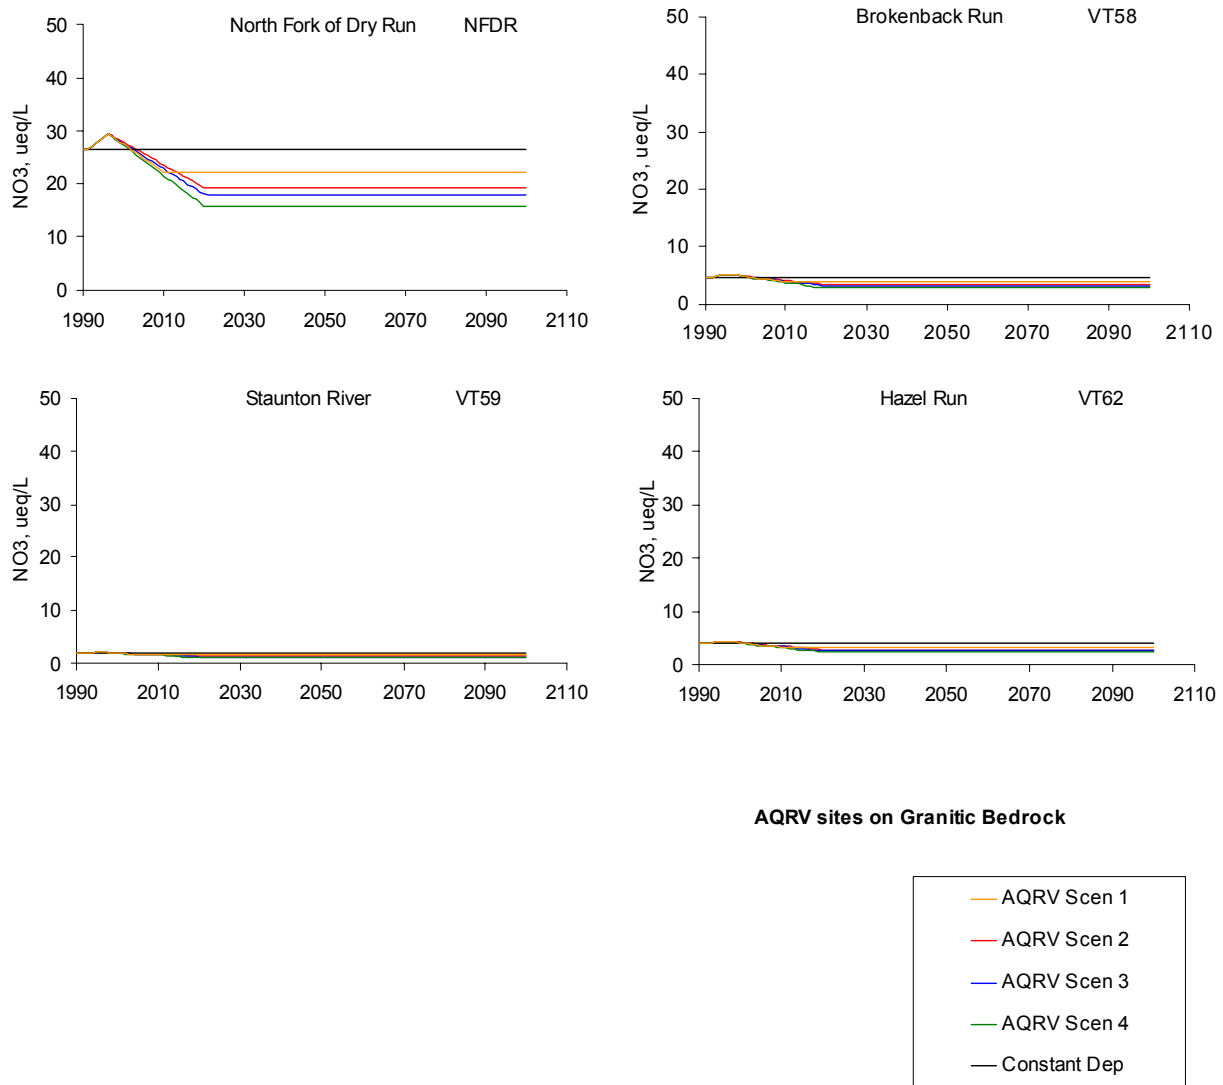 North Fork of Dry Run NFDR
NO3, ueq/L
50
40
30
20
10
0
1990 2010 2030 2050 2070 2090 2110
Brokenback Run VT58
NO3, ueq/L
50
40
30
20
10
0
1990 2010 2030 2050 2070 2090 2110
Staunton River VT59
NO3, ueq/L
50
40
30
20
10
0
1990 2010 2030 2050 2070 2090 2110
Hazel Run VT62
NO3, ueq/L
50
40
30
20
10
0
1990 2010 2030 2050 2070 2090 2110
AQRV sites on Granitic Bedrock
AQRV Scen 1
AQRV Scen 2
AQRV Scen 3
AQRV Scen 4
Constant Dep